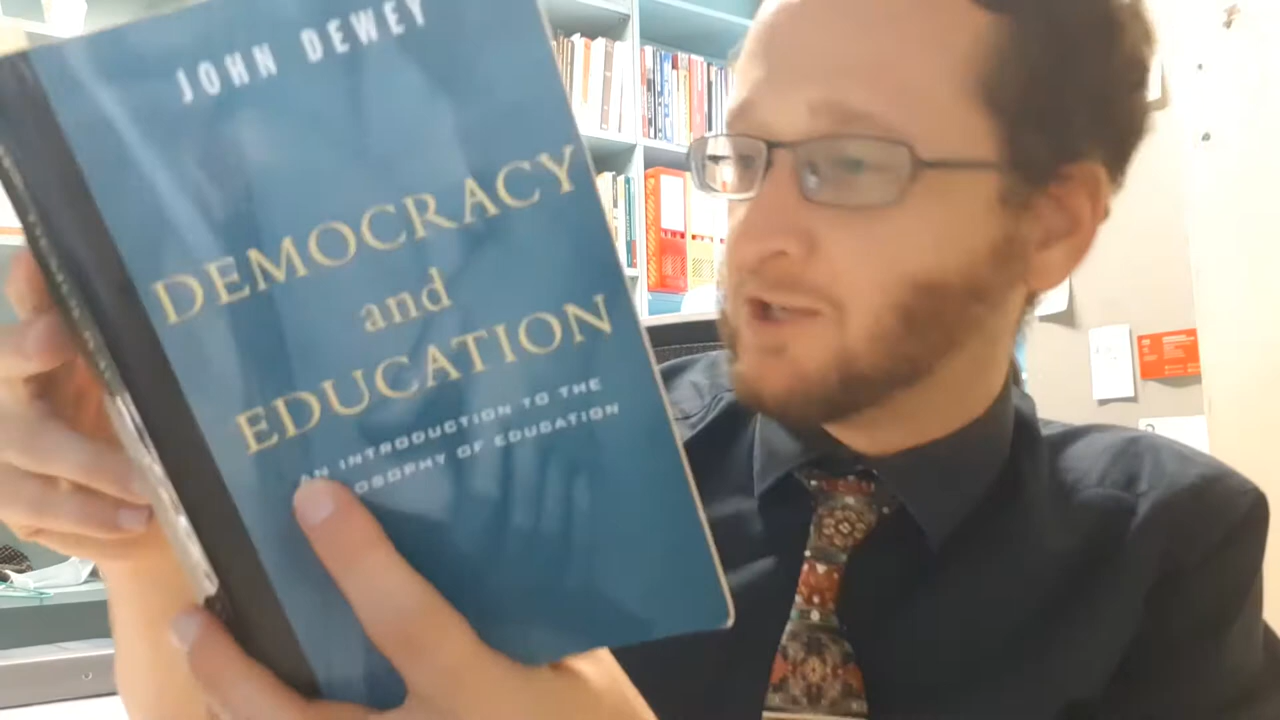 JOHN DEWEY
DEMOCRACY
and
EDUCATION
AN INTRODUCTION TO THE
OSOPHY OF EDUCATION